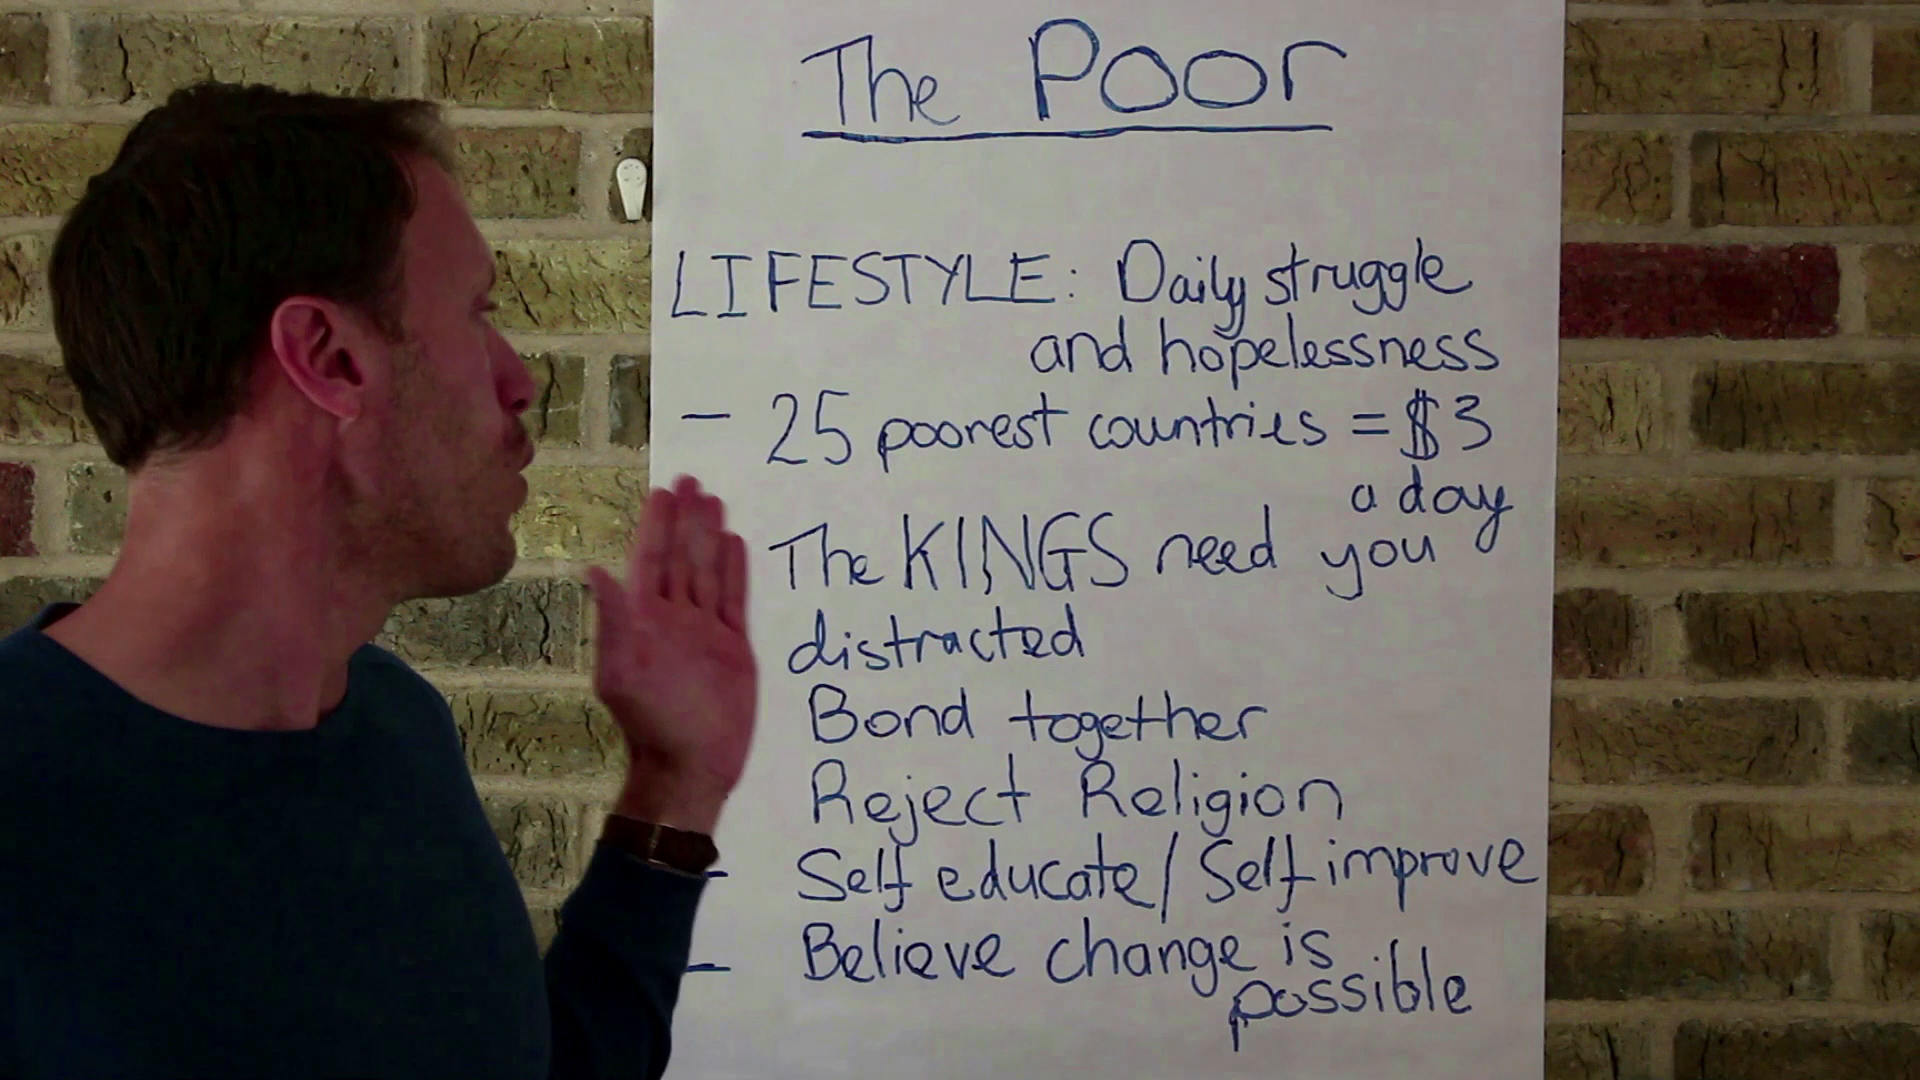 The Poor
LIFESTYLE: Daily struggle
and hopelessness
- 25 poorest countries = $3
a day
The KINGS need you
distracted
Bond together
Reject Religion
- Self educate / Self improve
- Believe change is
possible